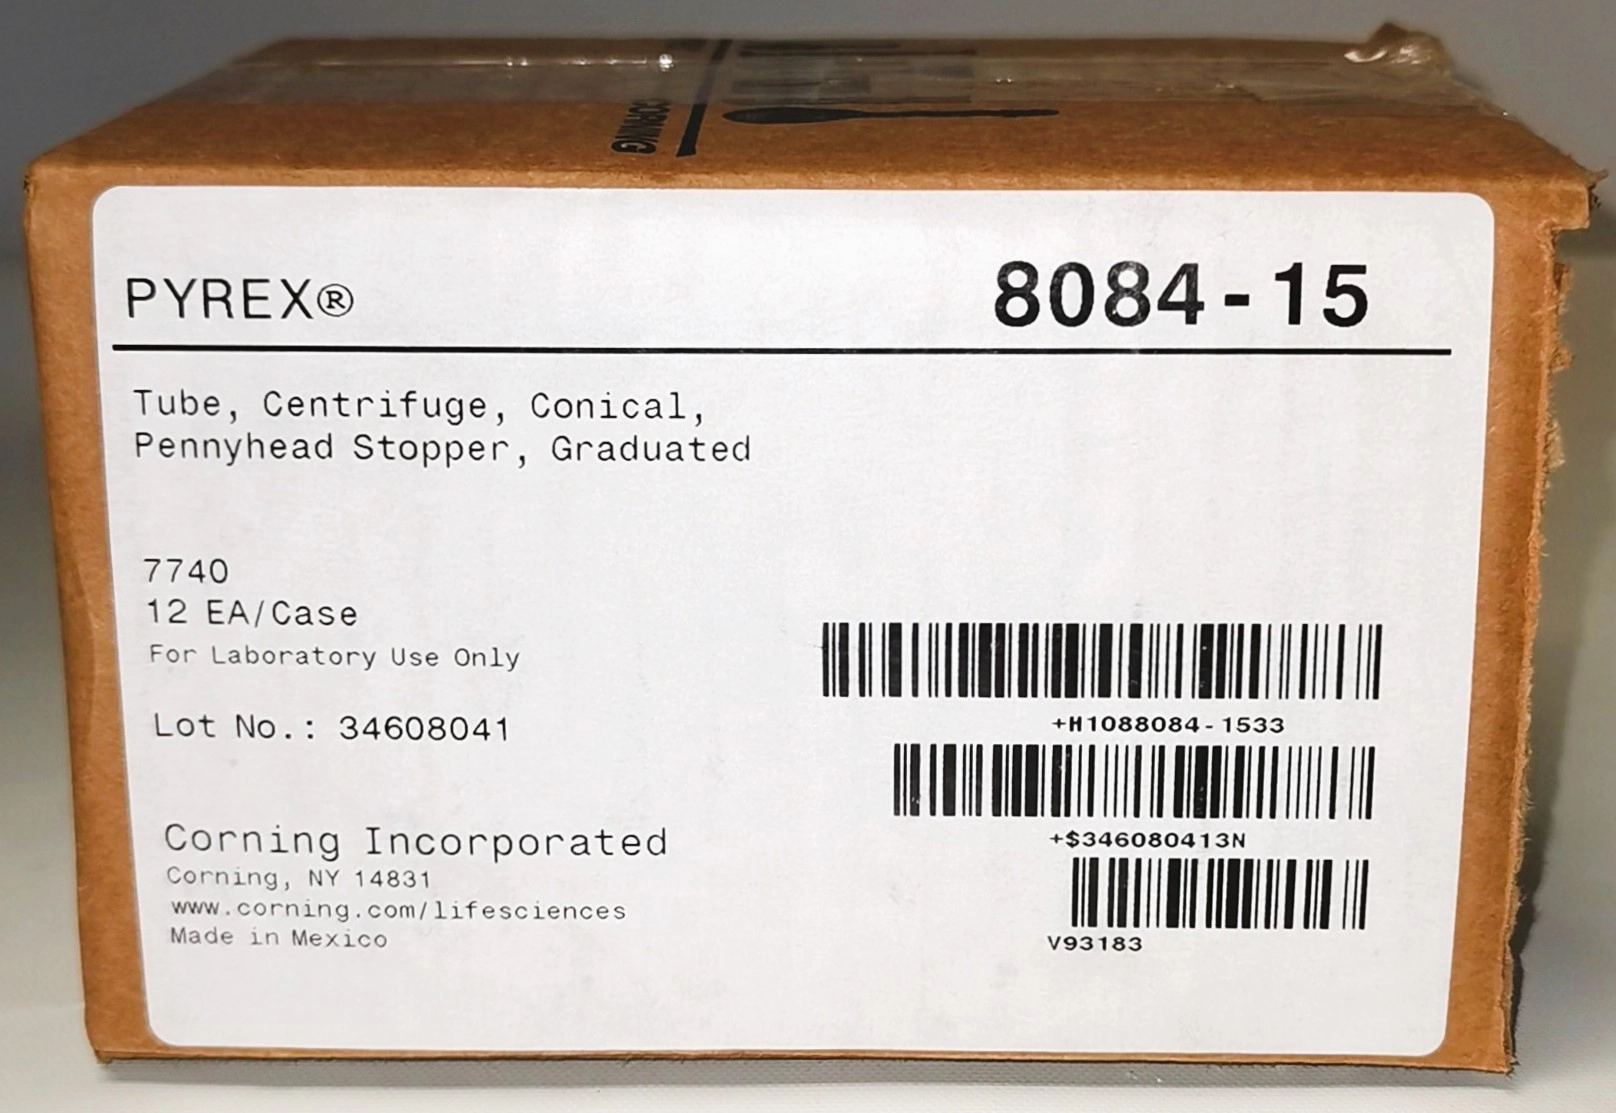 CORNING
PYREX® 8084-15
Tube, Centrifuge, Conical,
Pennyhead Stopper, Graduated
7740
12 EA/Case
For Laboratory Use Only
Lot No.: 34608041
+H1088084-1533
+$346080413N
V93183
Corning Incorporated
Corning, NY 14831
www.corning.com/lifesciences
Made in Mexico